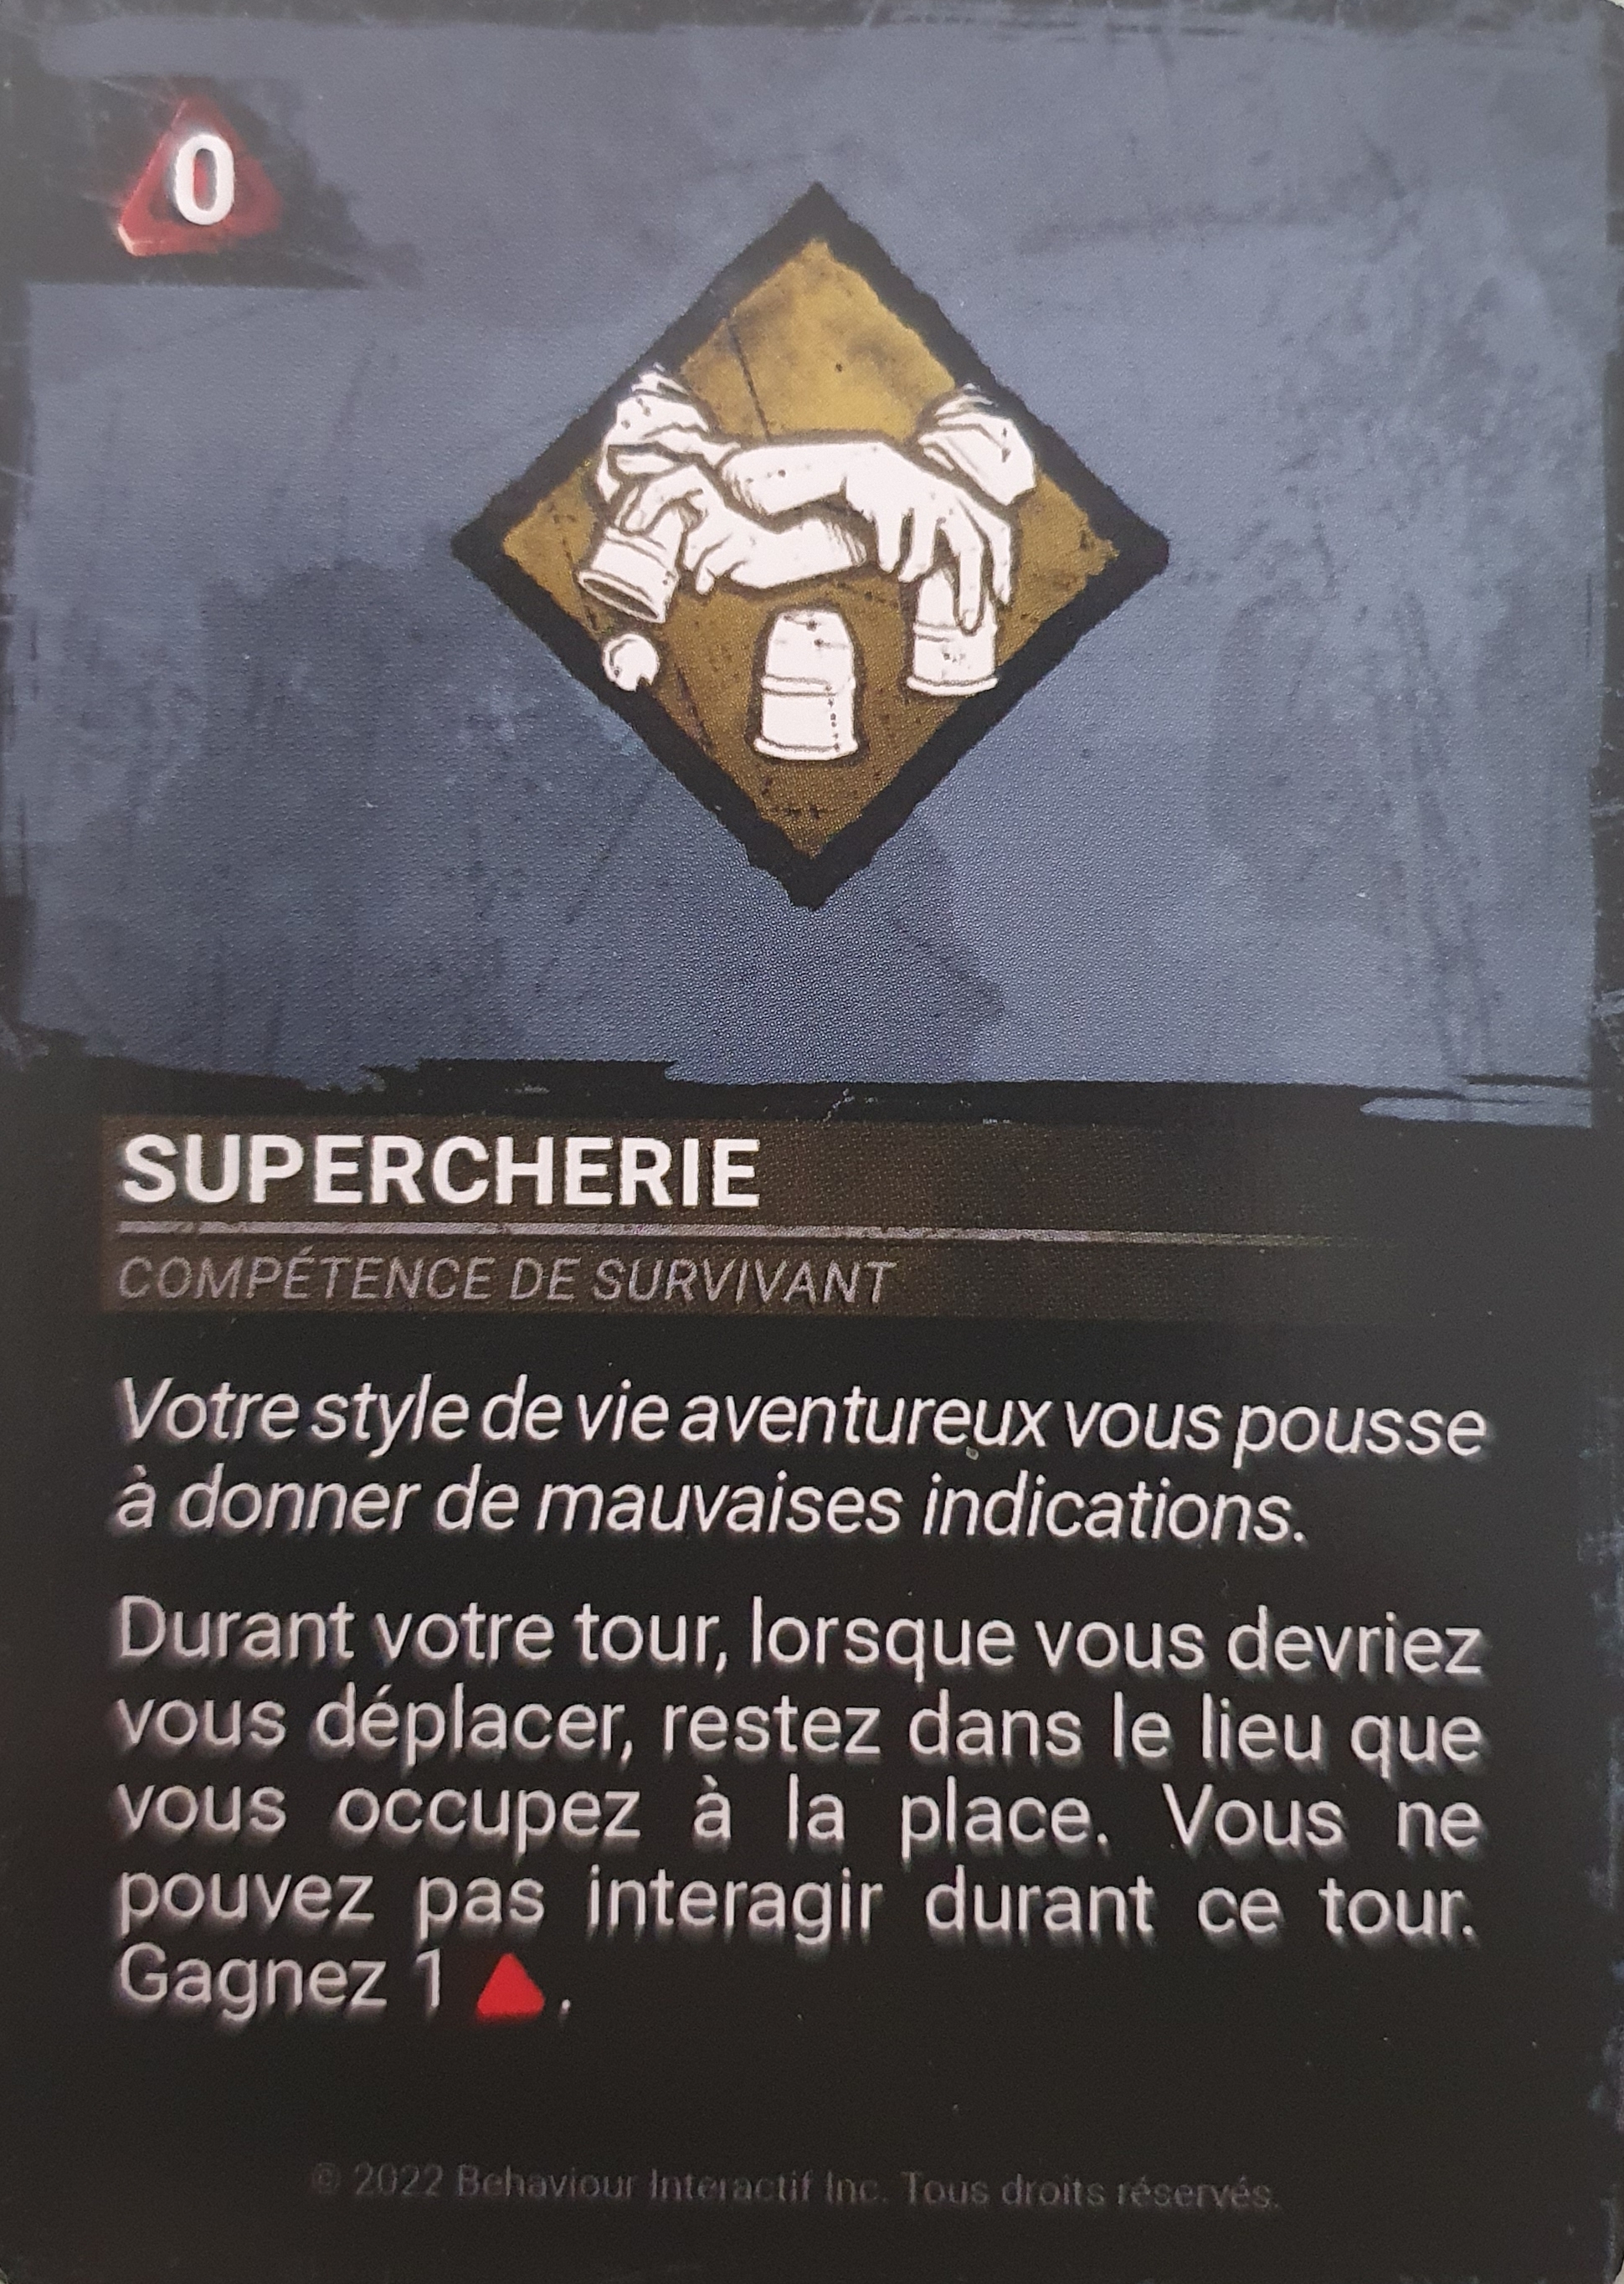 0
SUPERCHERIE
COMPÉTENCE DE SURVIVANT
Votre style de vie aventureux vous pousse
à donner de mauvaises indications.
Durant votre tour, lorsque vous devriez
vous déplacer, restez dans le lieu que
vous occupez à la place. Vous ne
pouvez pas interagir durant ce tour.
Gagnez 1 ▲.
© 2022 Behaviour Interactif Inc. Tous droits réservés.